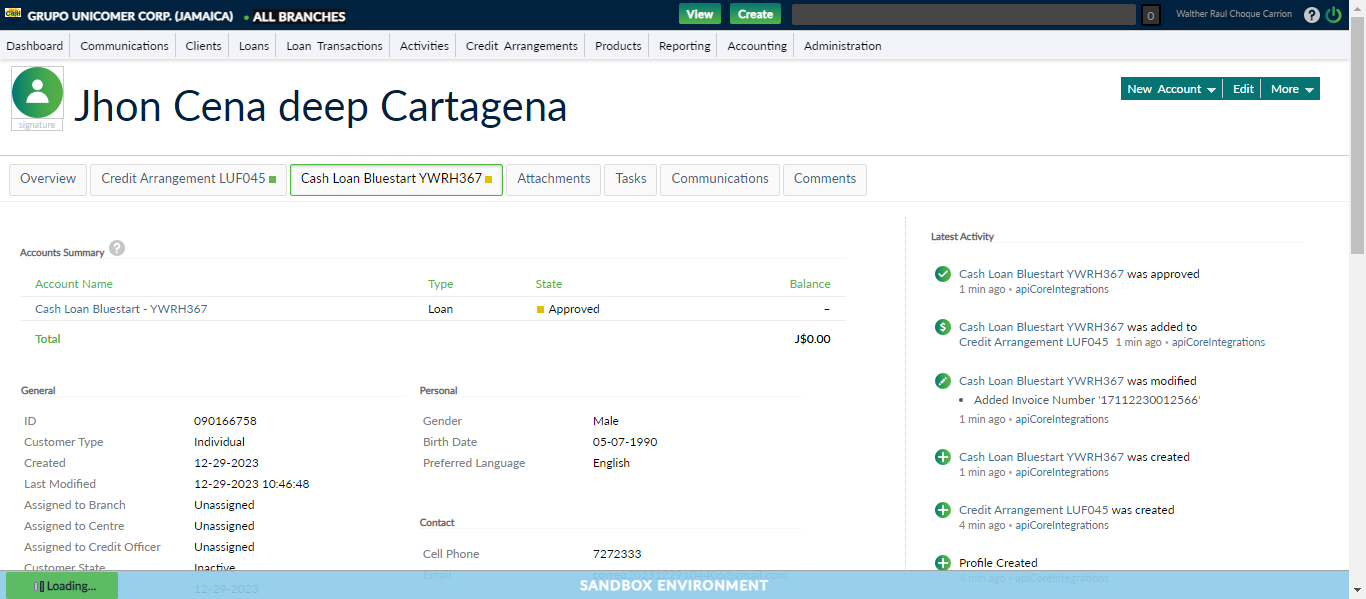 GRUPO UNICOMER CORP. (JAMAICA) • ALL BRANCHES View Create 0 Walther Raul Choque Carrion ?
Dashboard Communications Clients Loans Loan Transactions Activities Credit Arrangements Products Reporting Accounting Administration
signature
Jhon Cena deep Cartagena
New Account Edit More
Overview Credit Arrangement LUF045 Cash Loan Bluestart YWRH367 Attachments Tasks Communications Comments
Accounts Summary ?
Account Name Type State Balance
Cash Loan Bluestart - YWRH367 Loan Approved –
Total J$0.00
General
ID 090166758
Customer Type Individual
Created 12-29-2023
Last Modified 12-29-2023 10:46:48
Assigned to Branch Unassigned
Assigned to Centre Unassigned
Assigned to Credit Officer Unassigned
Customer State Inactive
12-29-2023
Personal
Gender Male
Birth Date 05-07-1990
Preferred Language English
Contact
Cell Phone 7272333
Email
Latest Activity
Cash Loan Bluestart YWRH367 was approved
1 min ago • apiCoreIntegrations
Cash Loan Bluestart YWRH367 was added to
Credit Arrangement LUF045 1 min ago • apiCoreIntegrations
Cash Loan Bluestart YWRH367 was modified
• Added Invoice Number '17112230012566'
1 min ago • apiCoreIntegrations
Cash Loan Bluestart YWRH367 was created
1 min ago • apiCoreIntegrations
Credit Arrangement LUF045 was created
4 min ago • apiCoreIntegrations
Profile Created
4 min ago • apiCoreIntegrations
Loading...
SANDBOX ENVIRONMENT